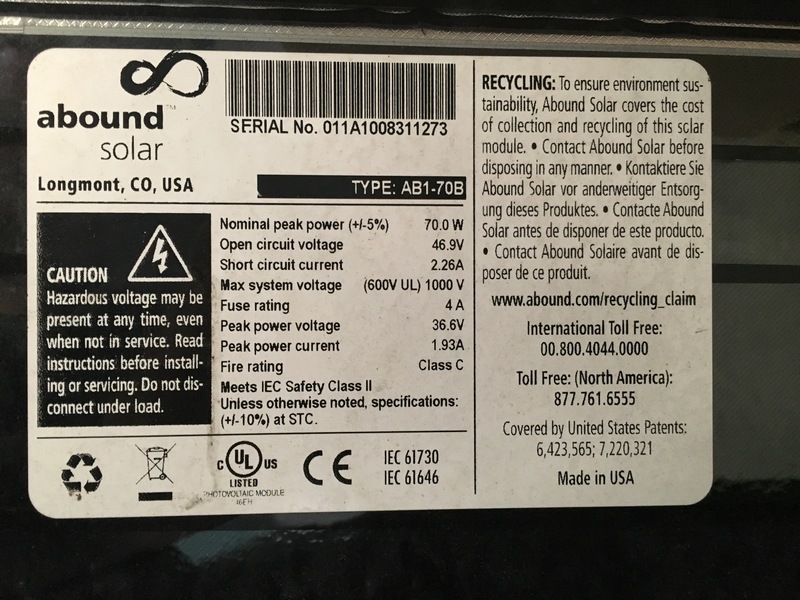 abound™
solar
Longmont, CO, USA
SERIAL No. 011A1008311273
TYPE: AB1-70B
CAUTION
Hazardous voltage may be
present at any time, even
when not in service. Read
instructions before install-
ing or servicing. Do not dis-
connect under load.
Nominal peak power (+/-5%) 70.0 W
Open circuit voltage 46.9V
Short circuit current 2.26A
Max system voltage (600V UL) 1000 V
Fuse rating 4 A
Peak power voltage 36.6V
Peak power current 1.93A
Fire rating Class C
Meets IEC Safety Class II
Unless otherwise noted, specifications:
(+/-10%) at STC.
C UL US
LISTED
PHOTOVOLTAIC MODULE
46FH
CE
IEC 61730
IEC 61646
RECYCLING: To ensure environment sus-
tainability, Abound Solar covers the cost
of collection and recycling of this solar
module. • Contact Abound Solar before
disposing in any manner. • Kontaktiere Sie
Abound Solar vor anderweitiger Entsorg-
ung dieses Produktes. • Contacte Abound
Solar antes de disponer de este producto.
• Contact Abound Solaire avant de dis-
poser de ce produit.
www.abound.com/recycling_claim
International Toll Free:
00.800.4044.0000
Toll Free: (North America):
877.761.6555
Covered by United States Patents:
6,423,565; 7,220,321
Made in USA